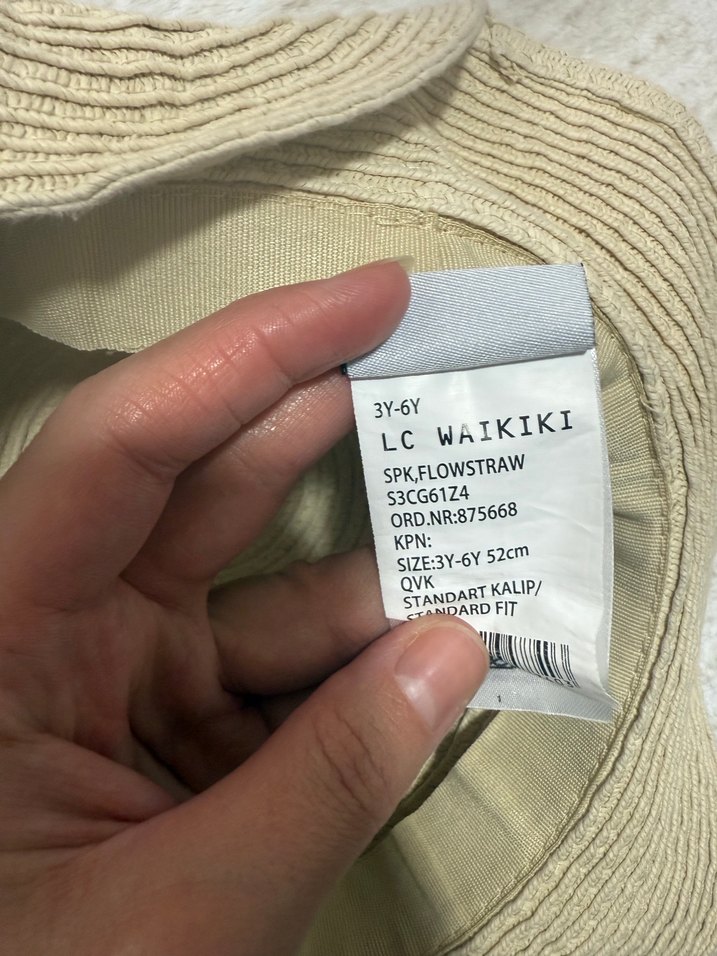 3Y-6Y
LC WAIKIKI
SPK,FLOWSTRAW
S3CG61Z4
ORD.NR:875668
KPN:
SIZE:3Y-6Y 52cm
QVK
STANDART KALIP/
STANDARD FIT